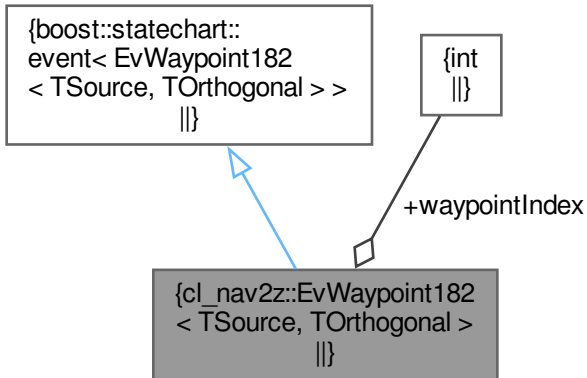 {boost::statechart::
event< EvWaypoint182
< TSource, TOrthogonal > >
||}
{int
||}
+waypointIndex
{cl_nav2z::EvWaypoint182
< TSource, TOrthogonal >
||}